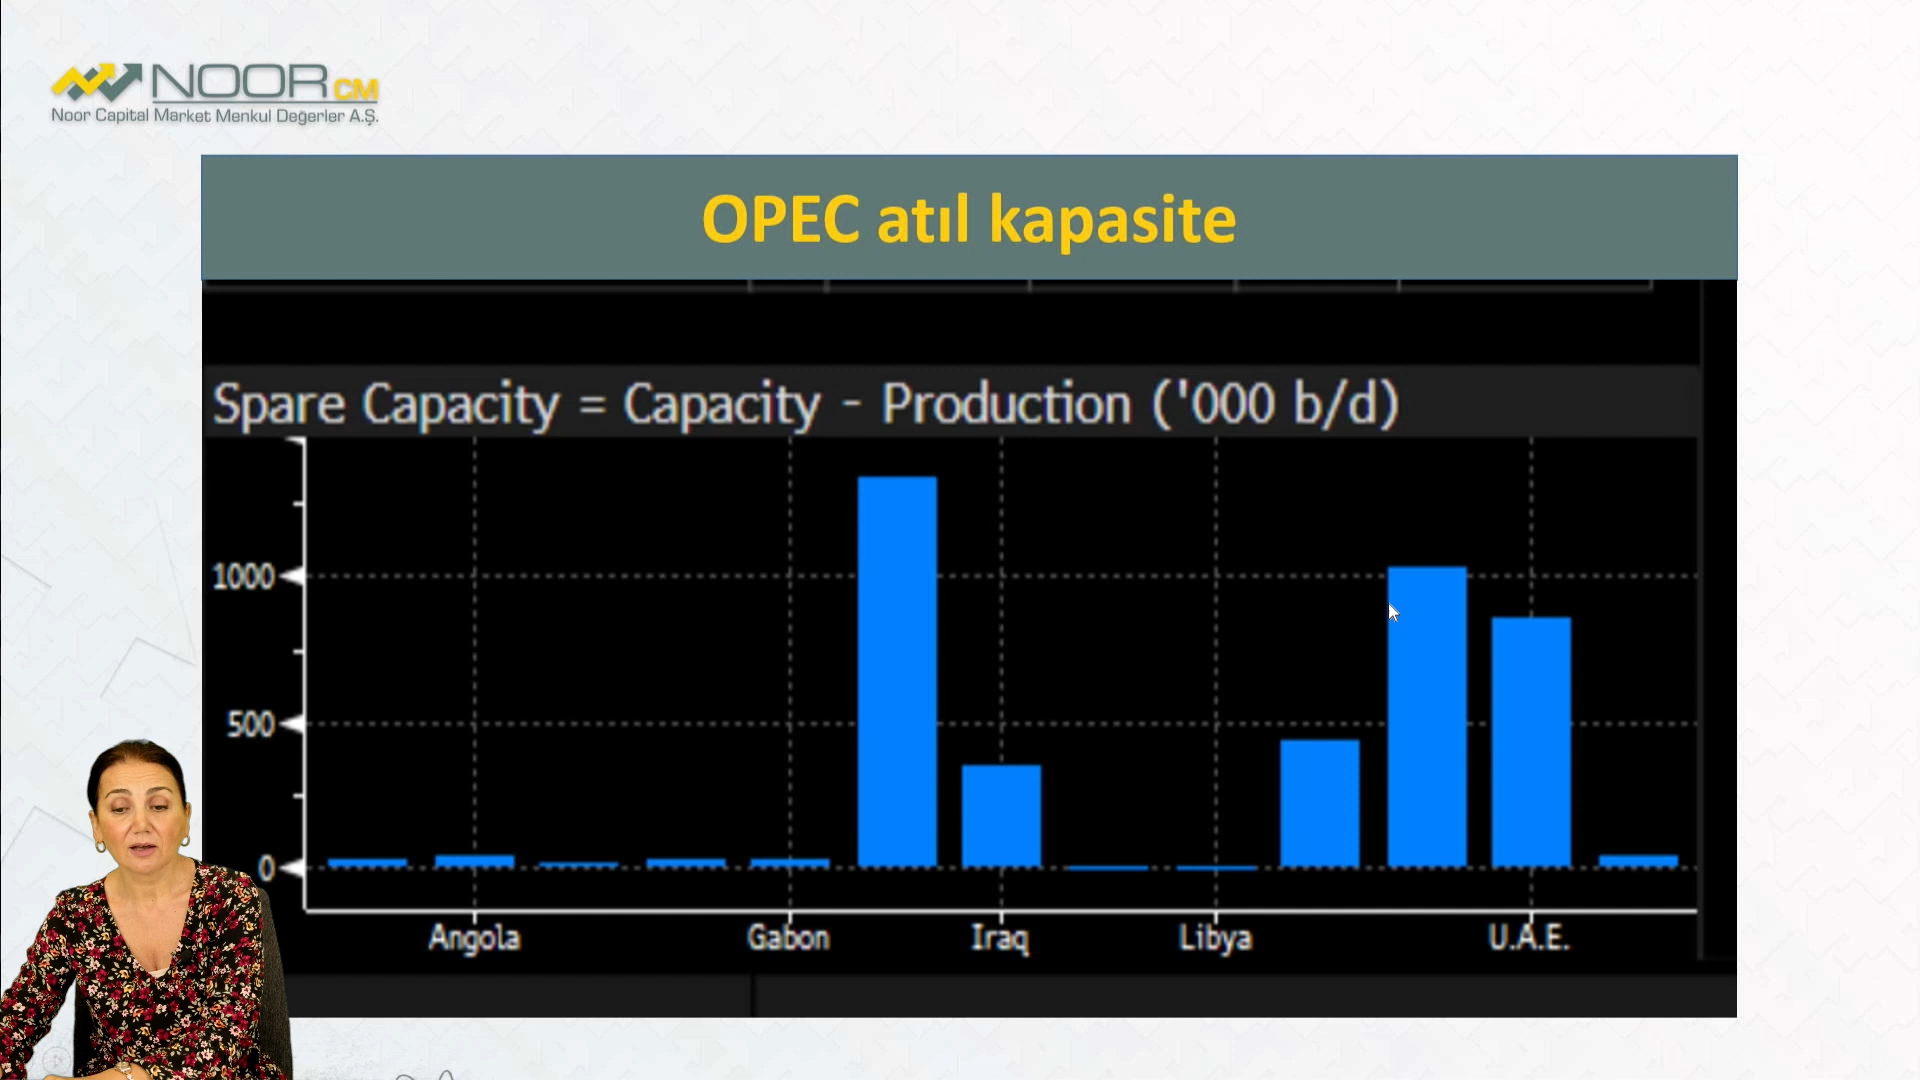 NOOR CM
Noor Capital Market Menkul Değerler A.Ş.
OPEC atıl kapasite
Spare Capacity = Capacity - Production ('000 b/d)
1000
500
0
Angola Gabon Iraq Libya U.A.E.